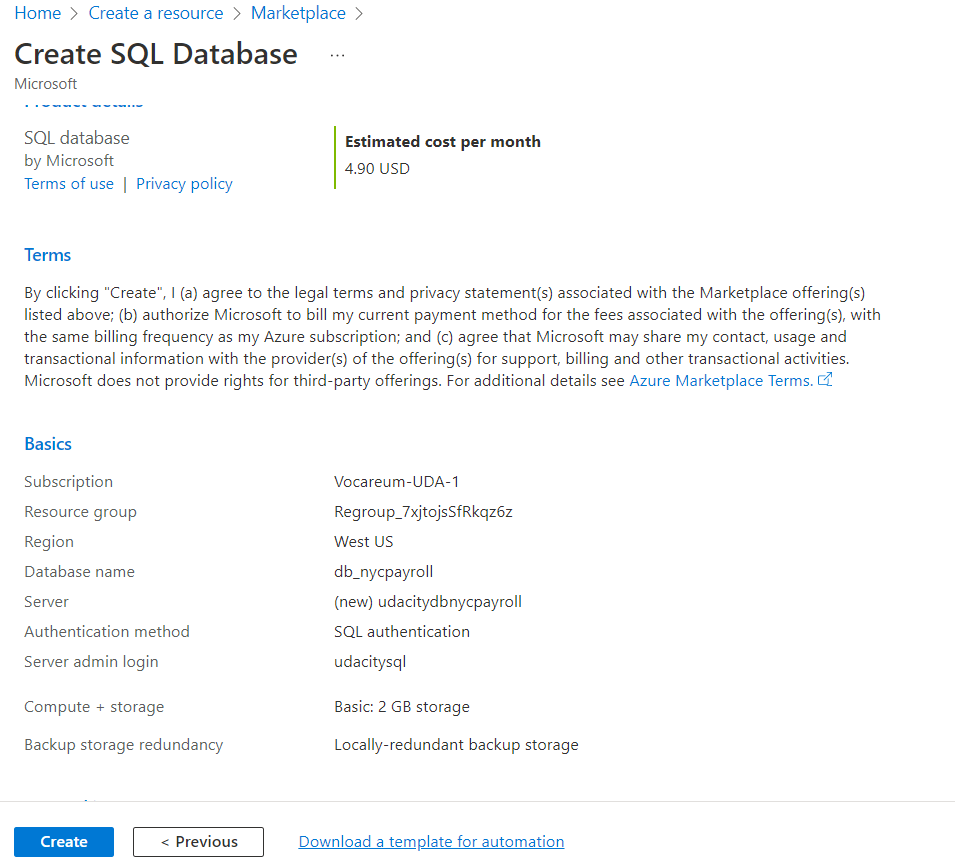 Home > Create a resource > Marketplace >
Create SQL Database ...
Microsoft
Product details
SQL database
by Microsoft
Terms of use | Privacy policy
Estimated cost per month
4.90 USD
Terms
By clicking "Create", I (a) agree to the legal terms and privacy statement(s) associated with the Marketplace offering(s)
listed above; (b) authorize Microsoft to bill my current payment method for the fees associated with the offering(s), with
the same billing frequency as my Azure subscription; and (c) agree that Microsoft may share my contact, usage and
transactional information with the provider(s) of the offering(s) for support, billing and other transactional activities.
Microsoft does not provide rights for third-party offerings. For additional details see Azure Marketplace Terms.
Basics
Subscription Vocareum-UDA-1
Resource group Regroup_7xjtojsSfRkqz6z
Region West US
Database name db_nycpayroll
Server (new) udacitydbnycpayroll
Authentication method SQL authentication
Server admin login udacitysql
Compute + storage Basic: 2 GB storage
Backup storage redundancy Locally-redundant backup storage
Create < Previous Download a template for automation